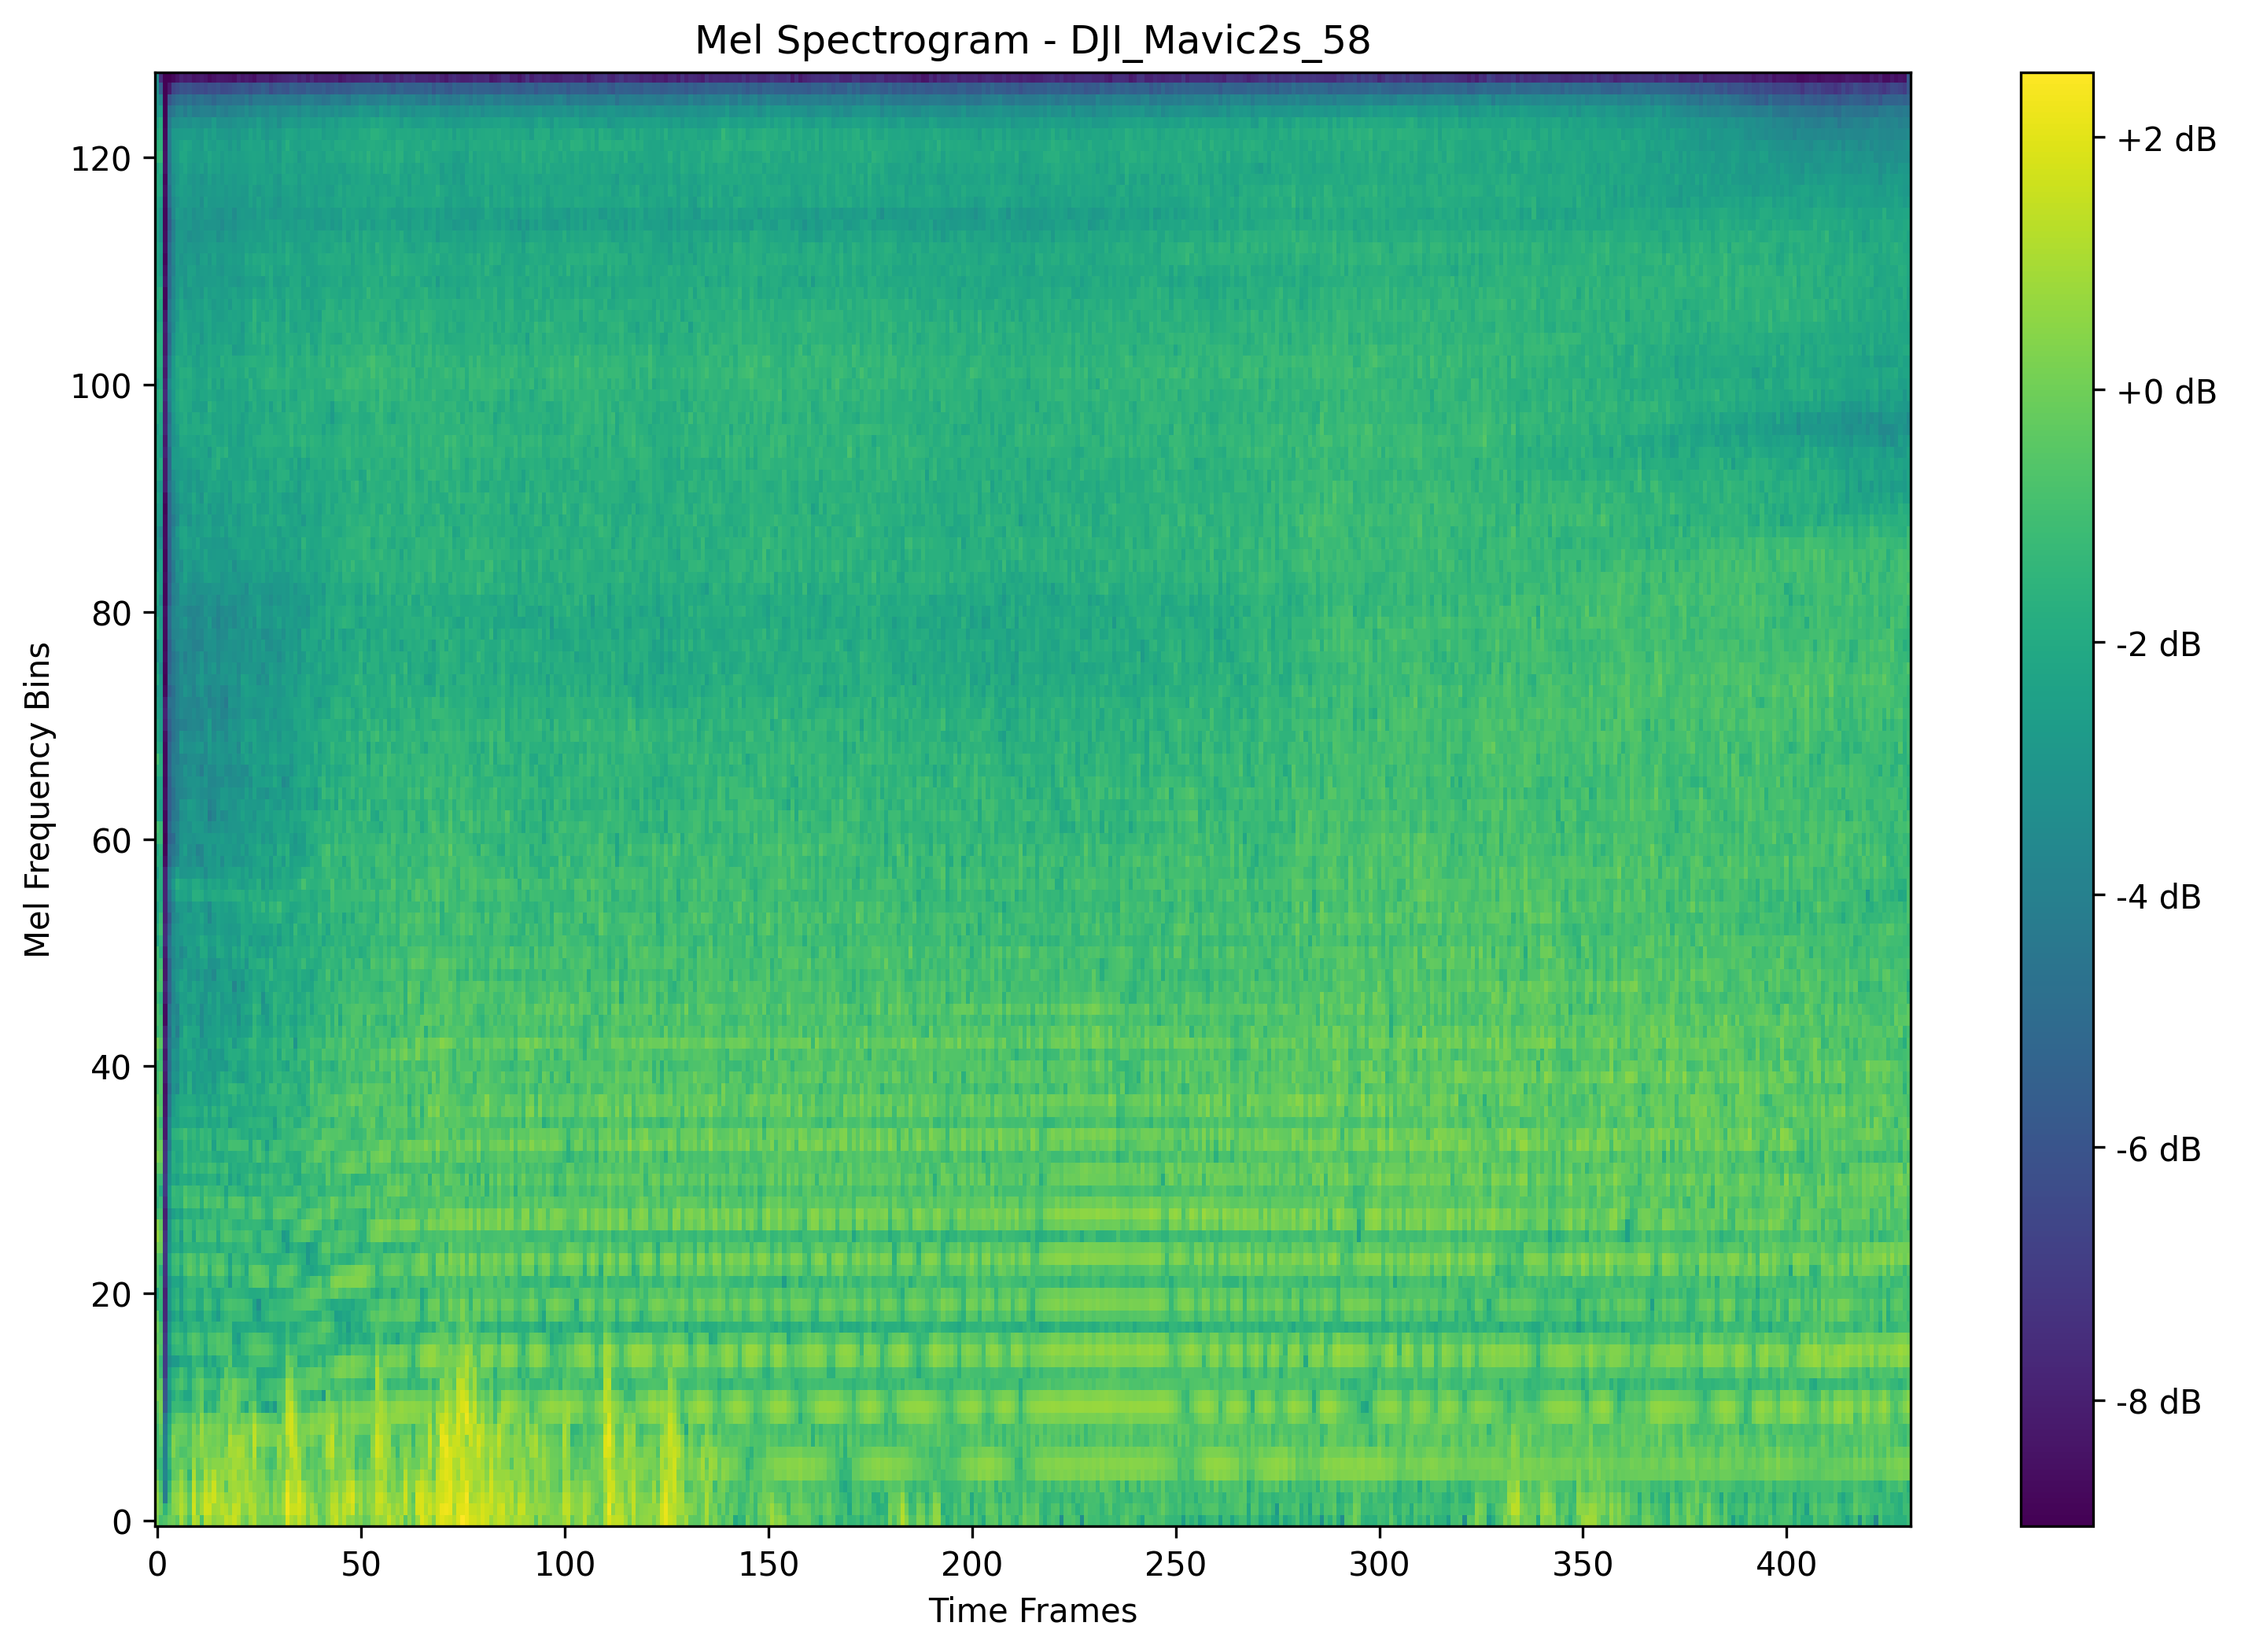 Mel Spectrogram - DJI_Mavic2s_58
Mel Frequency Bins
120
100
80
60
40
20
0
0 50 100 150 200 250 300 350 400
Time Frames
+2 dB
+0 dB
-2 dB
-4 dB
-6 dB
-8 dB